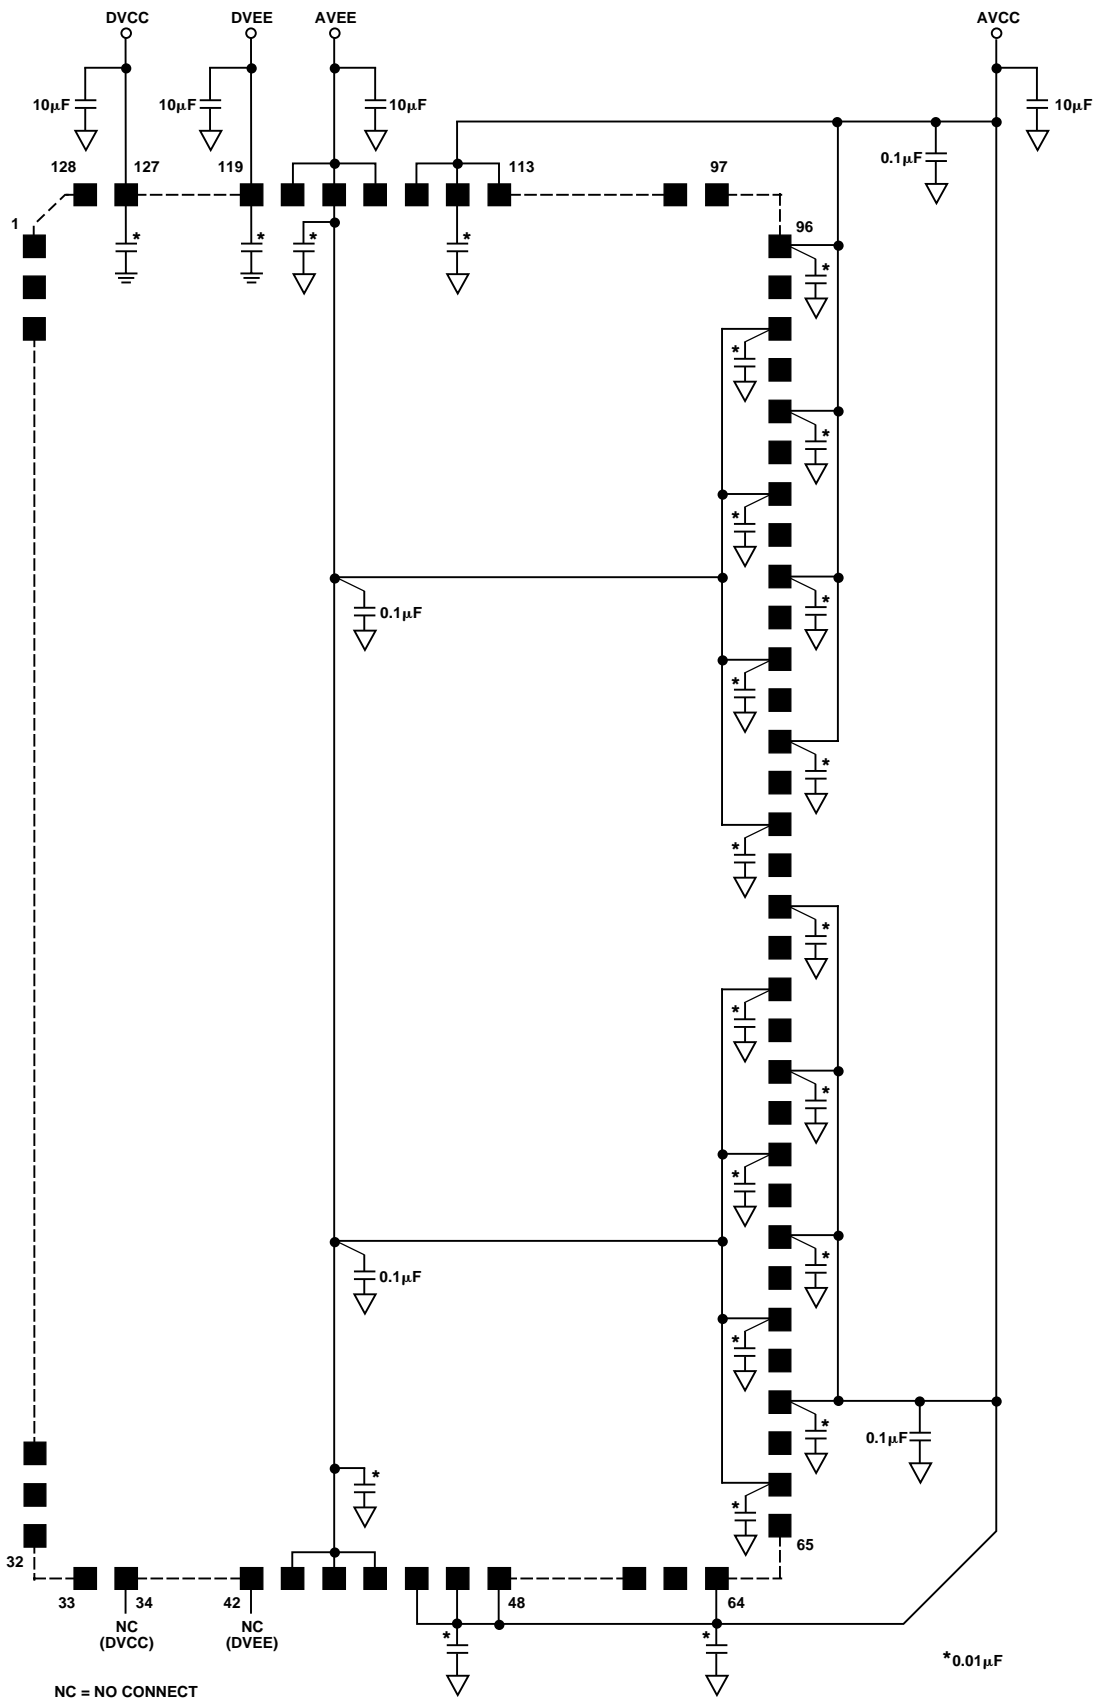 DVCC DVEE AVEE AVCC
10μF 10μF 10μF 10μF
0.1μF
128 127 119 113 97
1 96
* * * *
*
*
*
*
*
0.1μF *
*
*
*
*
*
*
*
0.1μF *
*
*
0.1μF
*
*
32 65
33 34 42 48 64
NC
(DVCC)
NC
(DVEE)
* *
*0.01μF
NC = NO CONNECT